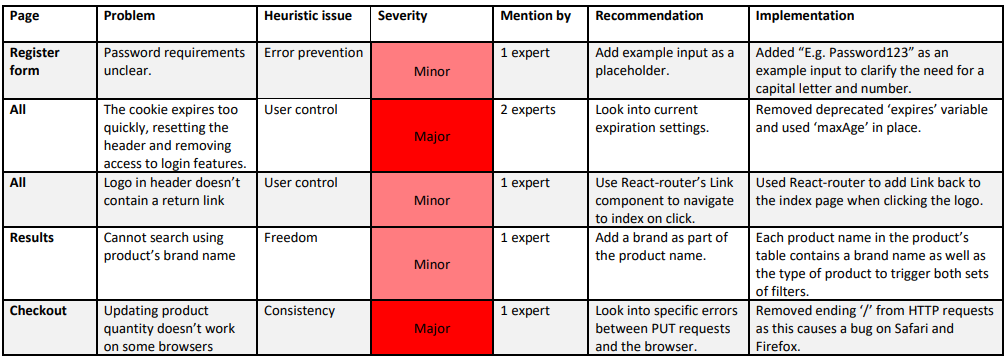 Page Problem Heuristic issue Severity Mention by Recommendation Implementation
Register form Password requirements unclear. Error prevention Minor 1 expert Add example input as a placeholder. Added “E.g. Password123” as an example input to clarify the need for a capital letter and number.
All The cookie expires too quickly, resetting the header and removing access to login features. User control Major 2 experts Look into current expiration settings. Removed deprecated ‘expires’ variable and used ‘maxAge’ in place.
All Logo in header doesn’t contain a return link User control Minor 1 expert Use React-router’s Link component to navigate to index on click. Used React-router to add Link back to the index page when clicking the logo.
Results Cannot search using product’s brand name Freedom Minor 1 expert Add a brand as part of the product name. Each product name in the product’s table contains a brand name as well as the type of product to trigger both sets of filters.
Checkout Updating product quantity doesn’t work on some browsers Consistency Major 1 expert Look into specific errors between PUT requests and the browser. Removed ending ‘/’ from HTTP requests as this causes a bug on Safari and Firefox.